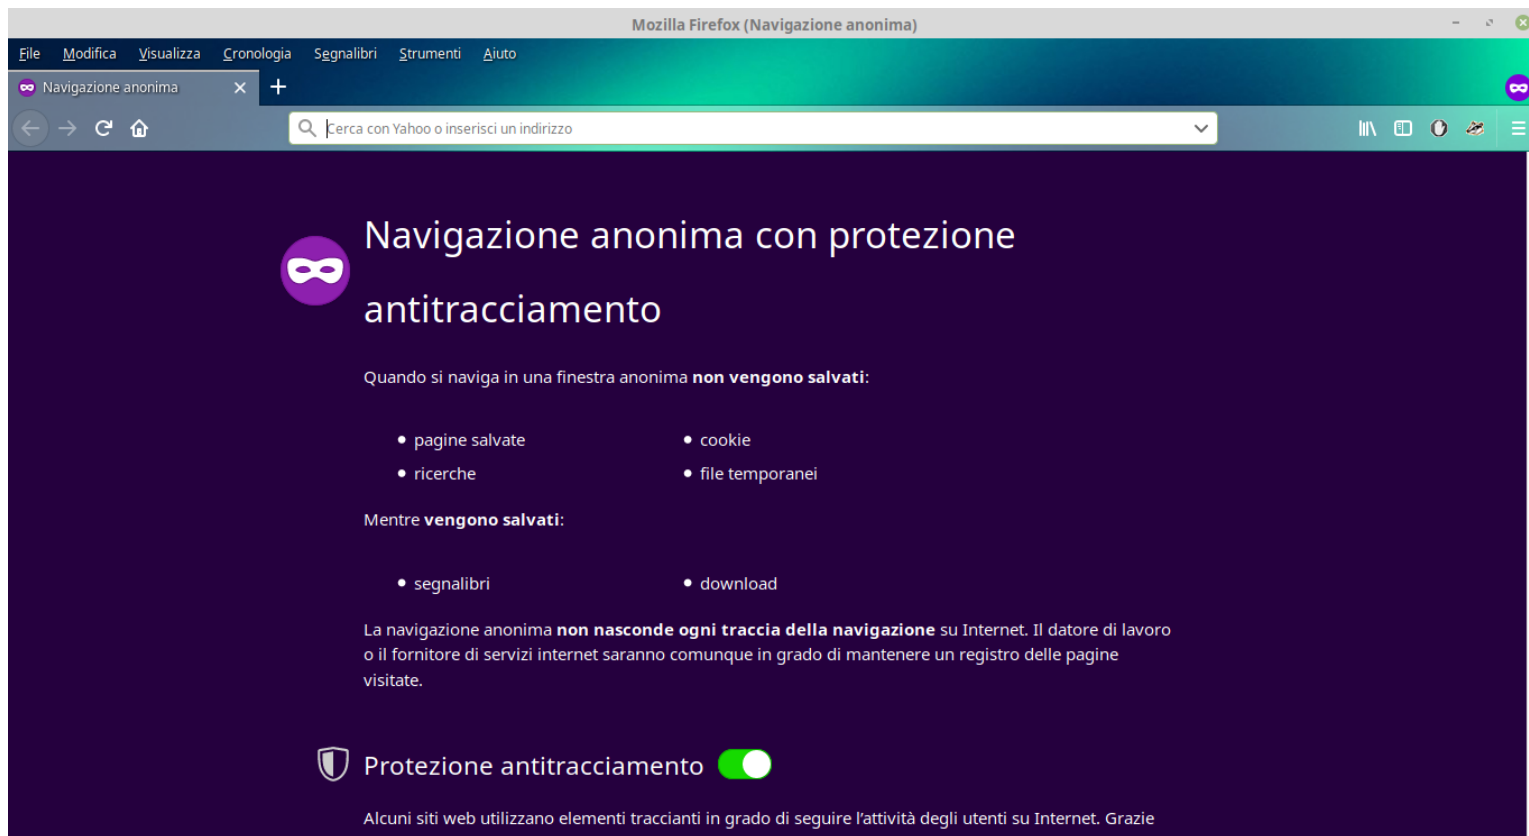 Mozilla Firefox (Navigazione anonima)
File Modifica Visualizza Cronologia Segnalibri Strumenti Aiuto
Navigazione anonima
Cerca con Yahoo o inserisci un indirizzo
Navigazione anonima con protezione
antitracciamento
Quando si naviga in una finestra anonima non vengono salvati:
pagine salvate
cookie
ricerche
file temporanei
Mentre vengono salvati:
segnalibri
download
La navigazione anonima non nasconde ogni traccia della navigazione su Internet. Il datore di lavoro
o il fornitore di servizi internet saranno comunque in grado di mantenere un registro delle pagine
visitate.
Protezione antitracciamento
Alcuni siti web utilizzano elementi traccianti in grado di seguire l'attività degli utenti su Internet. Grazie